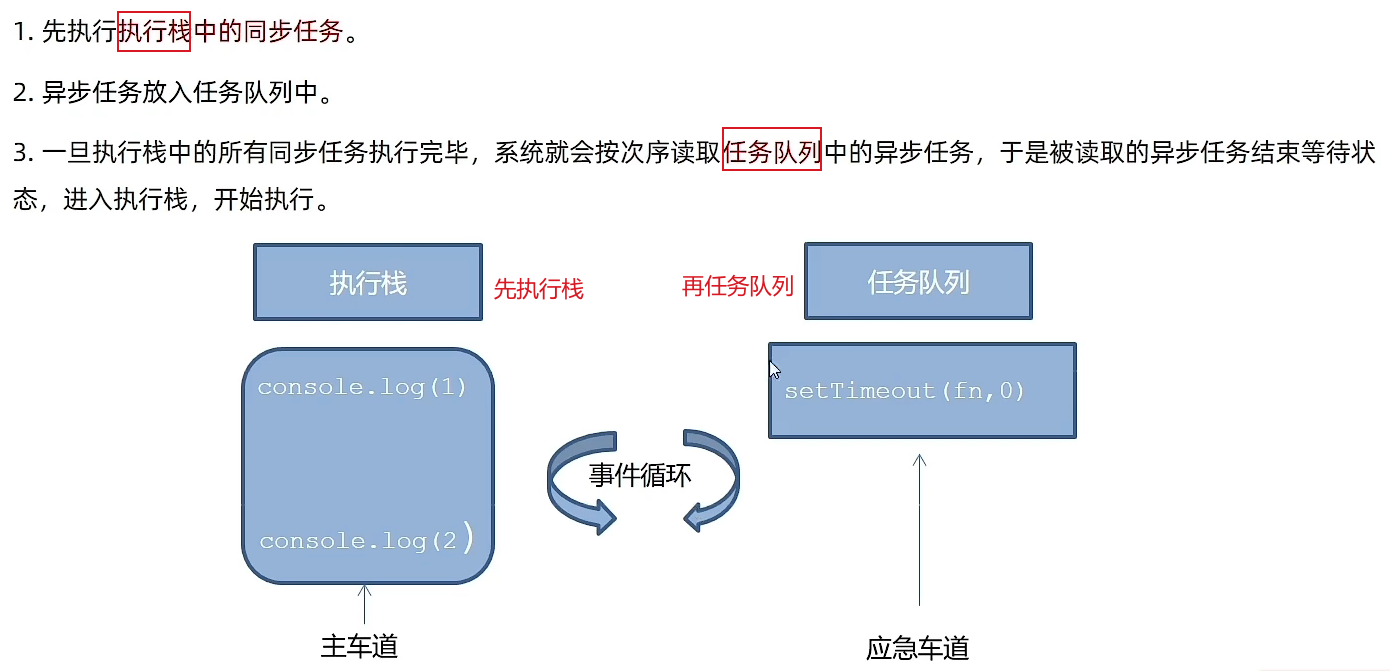 1. 先执行执行栈中的同步任务。
2. 异步任务放入任务队列中。
3. 一旦执行栈中的所有同步任务执行完毕，系统就会按次序读取任务队列中的异步任务，于是被读取的异步任务结束等待状
态，进入执行栈，开始执行。
执行栈
先执行栈
再任务队列
任务队列
console.log(1)
setTimeout(fn,0)
事件循环
console.log(2)
主车道
应急车道